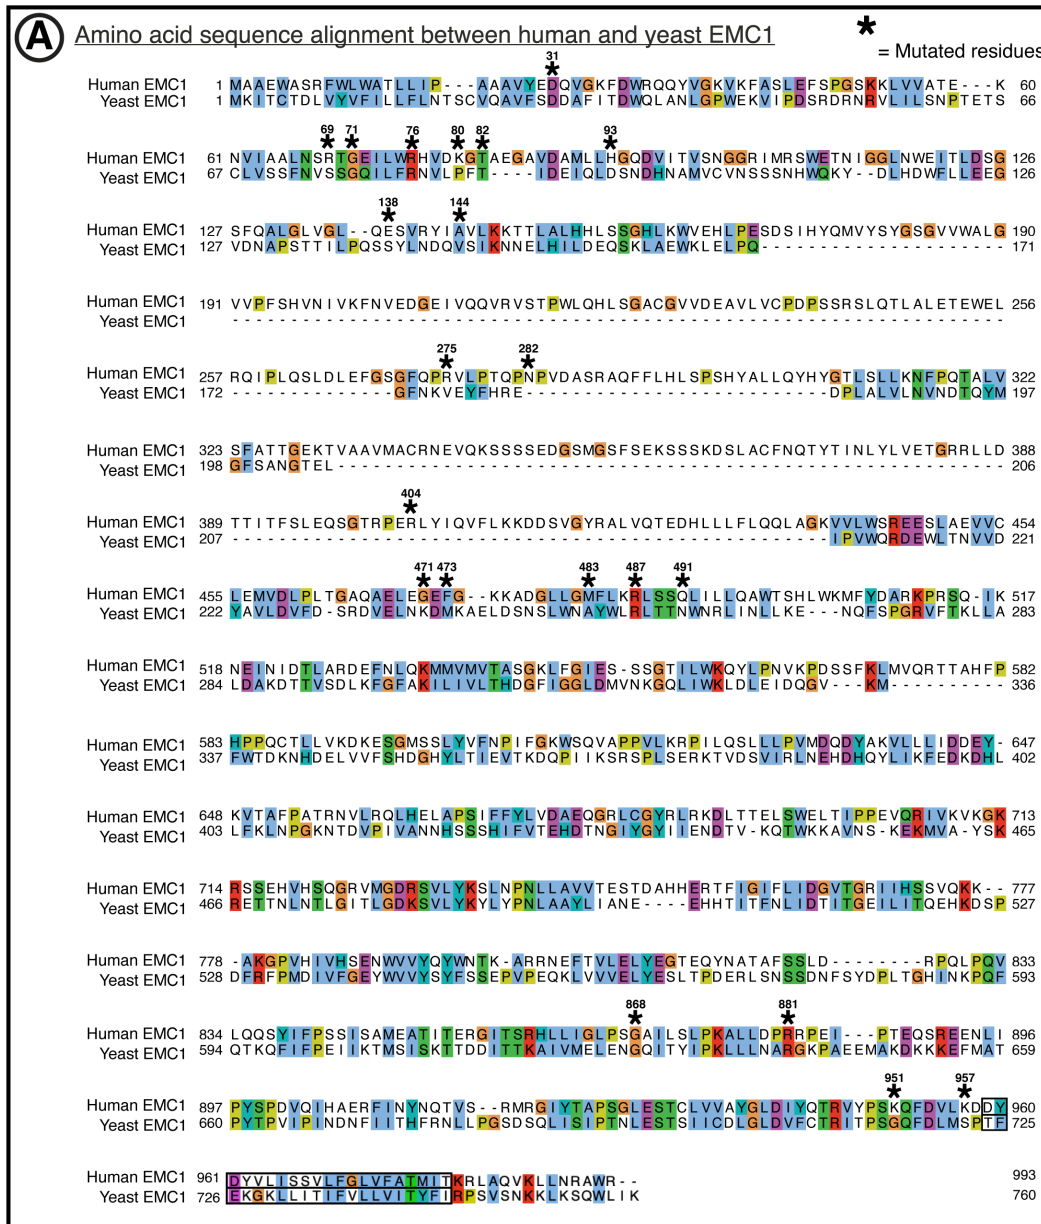 A Amino acid sequence alignment between human and yeast EMC1
* = Mutated residues
31
Human EMC1 1 MAAEWASRFWLWATLLIP---AAAVYEDQVGKFDWRQQYVGKVKFASLEFSPGSKKLVVATE---K 60
Yeast EMC1 1 MKITCTDLVYVFILLFLNTSCVQAVFSDDAFITDWQLANLGPWEKVIPDSRDRNRVLILSNPTETS 66
69 71 76 80 82 93
Human EMC1 61 NVIAALNSRTGEILWRHVDKGTAEGAVDAMLLHGQDVITVSNGGRIMRSWETNIGGLNWEITLDSG 126
Yeast EMC1 67 CLVSSFNVSSGQILFRNVLPFT----IDEIQLDSNDHNAMVCVNSSSNHWQKY--DLHDWFLLEEG 126
138 144
Human EMC1 127 SFQALGLVGL--QESVRYIAVLKKTTLALHHLSSGHLKWVEHLPESDSIHYQMVYSYGSGVVWALG 190
Yeast EMC1 127 VDNAPSTTILPQSSYLNDQVSIKNNELHILDEQSKLAEWKLELPQ--------------------- 171
Human EMC1 191 VVPFSHVNIVKFNVEDGEIVQQVRVSTPWLQHLSGACGVVDEAVLVCPDPSSRSLQTLALETEWEL 256
Yeast EMC1 ------------------------------------------------------------------
275 282
Human EMC1 257 RQIPLQSLDLEFGSGFQPRVLPTQPNPVDASRAQFFLHLSPSHYALLQYHYGTLSLLKNFPQTALV 322
Yeast EMC1 172 --------------GFNKVEYFHRE--------------------------DPLALVLNVNDTQYM 197
Human EMC1 323 SFATTGEKTVAAVMACRNEVQKSSSSEDGSMGSFSEKSSSKDSLACFNQTYTINLYLVETGRRLLD 388
Yeast EMC1 198 GFSANGTEL--------------------------------------------------------- 206
404
Human EMC1 389 TTITFSLEQSGTRPERLYIQVFLKKDDSVGYRALVQTEDHLLLFLQQLAGKVVLWSREESLAEVVC 454
Yeast EMC1 207 ---------------------------------------------------IPVWQRDEWLTNVVD 221
471 473 483 487 491
Human EMC1 455 LEMVDLPLTGAQAELEGEFG--KKADGLLGMFLKRLSSQLILLQAWTSHLWKMFYDARKPRSQ-IK 517
Yeast EMC1 222 YAVLDVFD-SRDVELNKDMKAELDSNSLWNAYWLRLTTNWNRLINLLKE---NQFSPGRVFTKLLA 283
Human EMC1 518 NEINIDTLARDEFNLQKMMVMVTASGKLFGIES-SSGTILWKQYLPNVKPDSSFKLMVQRTTAHFP 582
Yeast EMC1 284 LDAKDTTVSDLKFGFAKILIVLTHDGFIGGLDMVNKGQLIWKLDLEIDQGV---KM---------- 336
Human EMC1 583 HPPQCTLLVKDKESGMSSLYVFNPIFGKWSQVAPPVLKRPILQSLLLPVMDQDYAKVLLLIDDEY- 647
Yeast EMC1 337 FWTDKNHDELVVFSHDGHYLTIEVTKDQPIIKSRSPLSERKTVDSVIRLNEHDHQYLIKFEDKDHL 402
Human EMC1 648 KVTAFPATRNVLRQLHELAPSIFFYLVDAEQGRLCGYRLRKDLTTELSWELTIPPEVQRIVKVKGK 713
Yeast EMC1 403 LFKLNPGKNTDVPIVANNHSSSHIFVTEHDTNGIYGYIIENDTV-KQTWKKAVNS-KEKMVA-YSK 465
Human EMC1 714 RSSEHVHSQGRVMGDRSVLYKSLNPNLLAVVTESTDAHHERTFIGIFLIDGVTGRIIHSSVQKK-- 777
Yeast EMC1 466 RETTNLNTLGITLGDKSVLYKYLYPNLAAYLIANE----EHHTITFNLIDTITGEILITQEHKDSP 527
Human EMC1 778 -AKGPVHIVHSENWVVYQYWNTK-ARRNEFTVLELYEGTEQYNATAFSSLD--------RPQLPQV 833
Yeast EMC1 528 DFRFPMDIVFGEYWVVYSYFSSEPVPEQKLVVVELYESLTPDERLSNSSDNFSYDPLTGHINKPQF 593
868 881
Human EMC1 834 LQQSYIFPSSISAMEATITERGITSRHLLIGLPSGAILSLPKALLDPRRPEI---PTEQSREENLI 896
Yeast EMC1 594 QTKQFIFPEIIKTMSISKTTDDITTKAIVMELENGQITYIPKLLLNARGKPAEEMAKDKKKEFMAT 659
951 957
Human EMC1 897 PYSPDVQIHAERFINYNQTVS--RMRGIYTAPSGLESTCLVVAYGLDIYQTRVYPSKQFDVLKDDY 960
Yeast EMC1 660 PYTPVIPINDNFIITHFRNLLPGSDSQLISIPTNLESTSIICDLGLDVFCTRITPSGQFDLMSPTF 725
Human EMC1 961 DYVLISSVLFGLVFATMITKRLAQVKLLNRAWR-- 993
Yeast EMC1 726 EKGKLLITIFVLLVITYFIRPSVSNKKLKSQWLIK 760